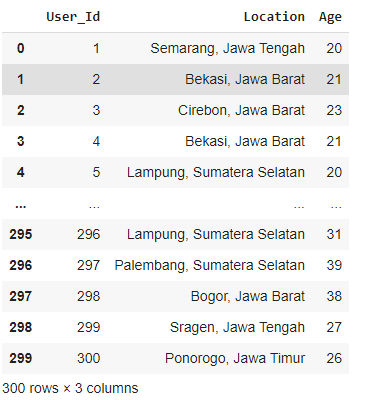 User_Id Location Age
0 1 Semarang, Jawa Tengah 20
1 2 Bekasi, Jawa Barat 21
2 3 Cirebon, Jawa Barat 23
3 4 Bekasi, Jawa Barat 21
4 5 Lampung, Sumatera Selatan 20
... ... ... ...
295 296 Lampung, Sumatera Selatan 31
296 297 Palembang, Sumatera Selatan 39
297 298 Bogor, Jawa Barat 38
298 299 Sragen, Jawa Tengah 27
299 300 Ponorogo, Jawa Timur 26
300 rows × 3 columns